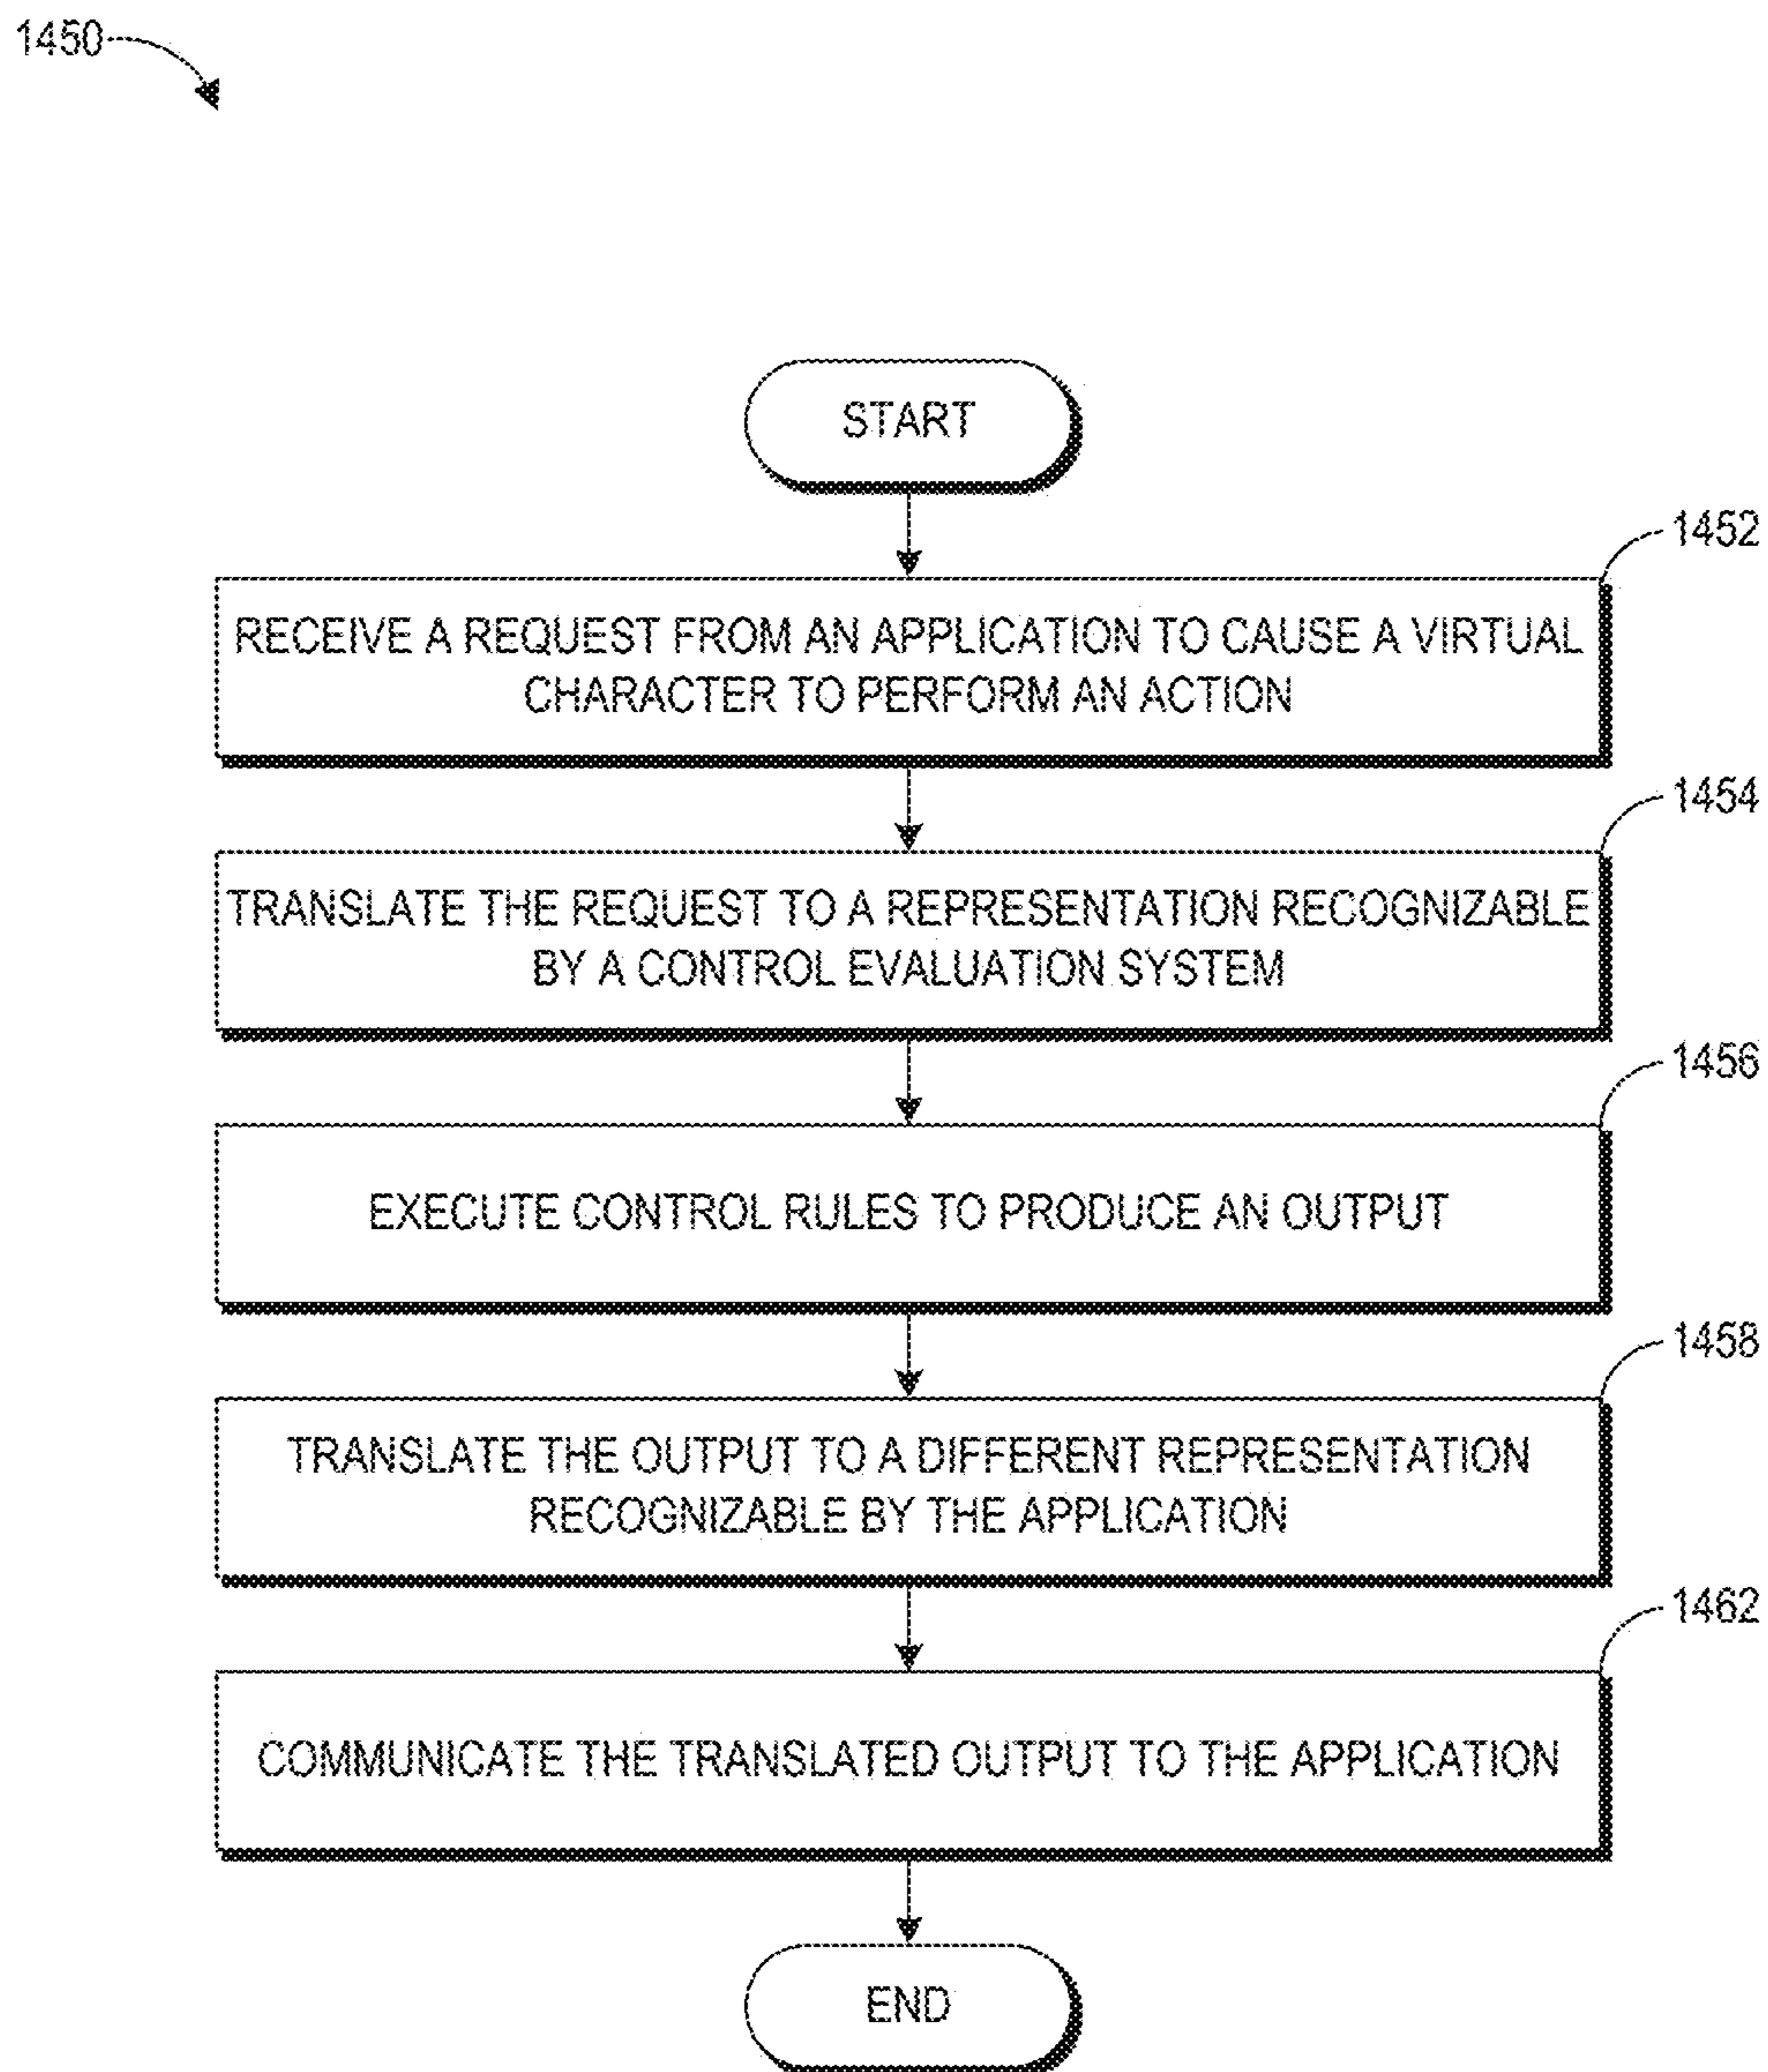 1450
START
1452
RECEIVE A REQUEST FROM AN APPLICATION TO CAUSE A VIRTUAL
CHARACTER TO PERFORM AN ACTION
1454
TRANSLATE THE REQUEST TO A REPRESENTATION RECOGNIZABLE
BY A CONTROL EVALUATION SYSTEM
1456
EXECUTE CONTROL RULES TO PRODUCE AN OUTPUT
1458
TRANSLATE THE OUTPUT TO A DIFFERENT REPRESENTATION
RECOGNIZABLE BY THE APPLICATION
1462
COMMUNICATE THE TRANSLATED OUTPUT TO THE APPLICATION
END